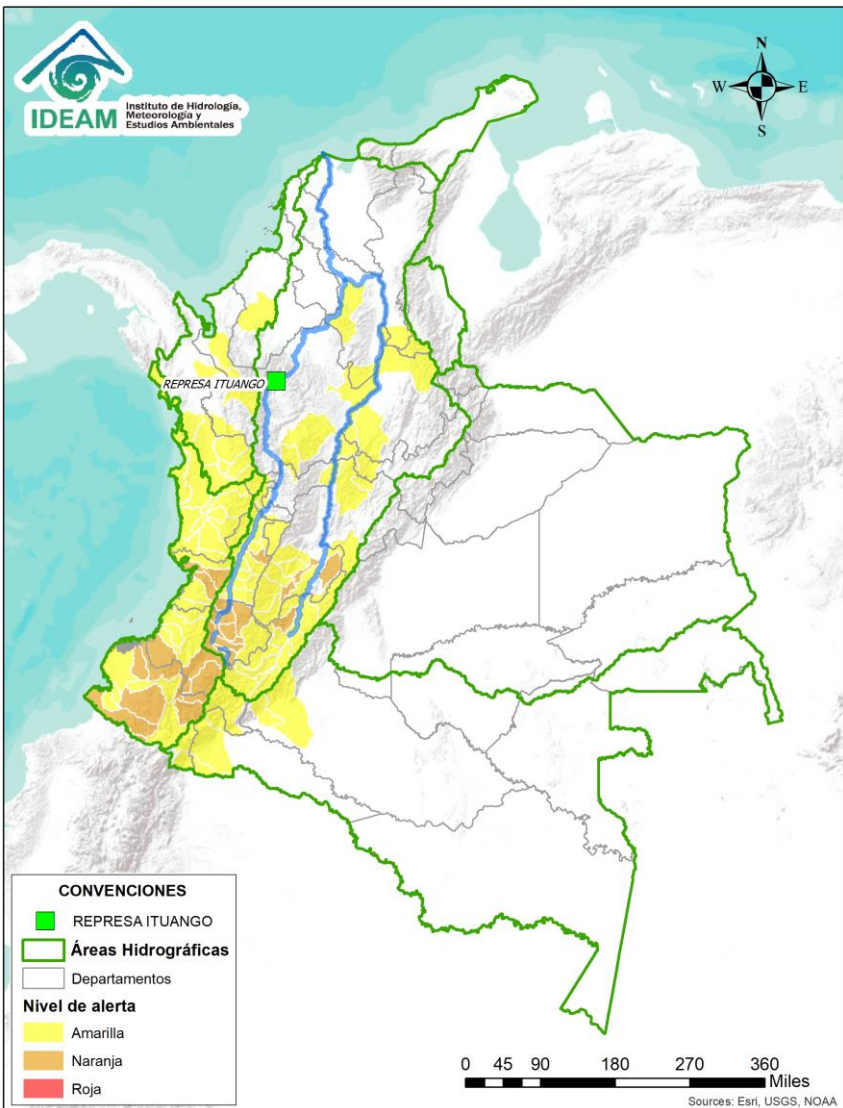 IDEAM
Instituto de Hidrología,
Meteorología y
Estudios Ambientales
N
W
E
S
REPRESA ITUANGO
CONVENCIONES
REPRESA ITUANGO
Áreas Hidrográficas
Departamentos
Nivel de alerta
Amarilla
Naranja
Roja
0 45 90 180 270 360
Miles
Sources: Esri, USGS, NOAA